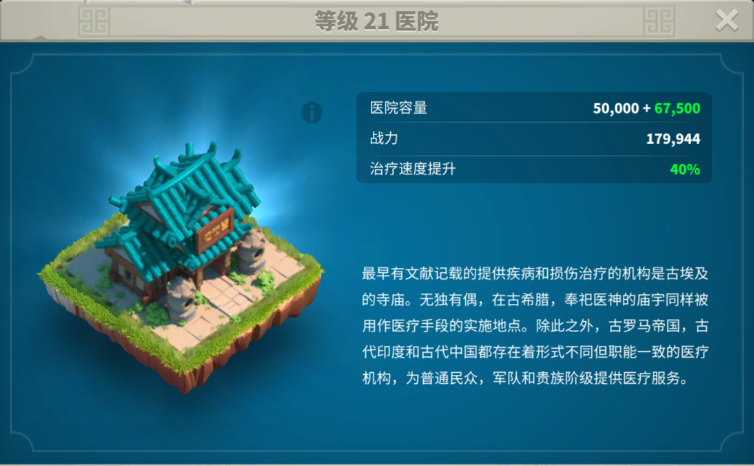 等级 21 医院
医院容量 50,000 + 67,500
战力 179,944
治疗速度提升 40%
最早有文献记载的提供疾病和损伤治疗的机构是古埃及
的寺庙。无独有偶，在古希腊，奉祀医神的庙宇同样被
用作医疗手段的实施地点。除此之外，古罗马帝国，古
代印度和古代中国都存在着形式不同但职能一致的医疗
机构，为普通民众，军队和贵族阶级提供医疗服务。